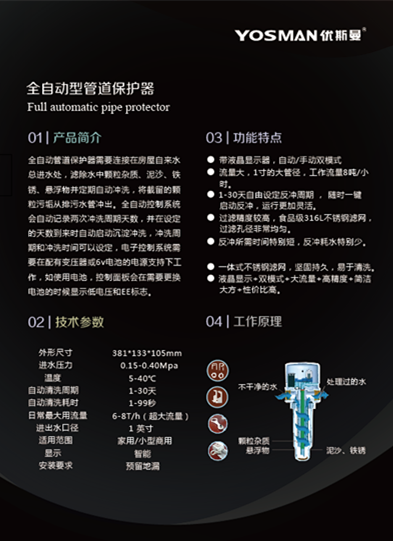 YOSMAN优斯曼®
全自动型管道保护器
Full automatic pipe protector
01|产品简介
全自动管道保护器需要连接在房屋自来水
总进水处，滤除水中颗粒杂质、泥沙、铁
锈、悬浮物并定期自动冲洗，将截留的颗
粒污垢从排污水管冲出。全自动控制系统
会自动记录两次冲洗周期天数，并在设定
的天数到来时自动启动沉淀冲洗，冲洗周
期和冲洗时间可以设定，电子控制系统需
要在配有变压器或6v电池的电源支持下工
作，如使用电池，控制面板会在需要更换
电池的时候显示低电压和EE标志。
02|技术参数
外形尺寸 381*133*105mm
进水压力 0.15-0.40Mpa
温度 5-40℃
自动清洗周期 1-30天
自动清洗耗时 1-99秒
日常最大用流量 6-8T/h（超大流量）
进出水口径 1 英寸
适用范围 家用/小型商用
显示 智能
安装要求 预留地漏
03|功能特点
● 带液晶显示器，自动/手动双模式
● 流量大，1寸的大管径，工作流量8吨/小
时。
● 1-30天自由设定反冲周期 ， 随时一键
启动反冲，运行更加灵活。
● 过滤精度较高，食品级316L不锈钢滤网，
过滤孔径非常均匀。
● 反冲所需时间特别短，反冲耗水特别少。
● 一体式不锈钢滤网，坚固持久，易于清洗。
● 液晶显示+双模式+大流量+高精度+简洁
大方+性价比高。
04|工作原理
不干净的水
处理过的水
颗粒杂质
悬浮物
泥沙、铁锈